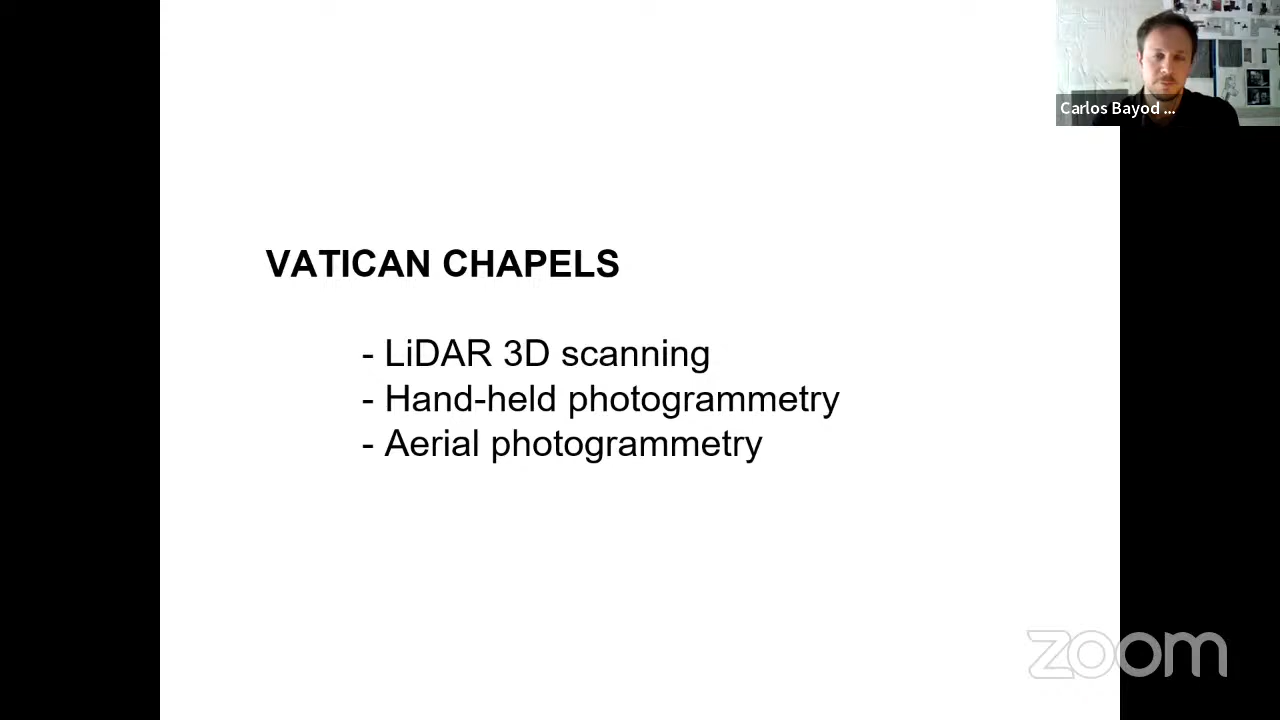 Carlos Bayod ...
VATICAN CHAPELS
- LiDAR 3D scanning
- Hand-held photogrammetry
- Aerial photogrammetry
zoom